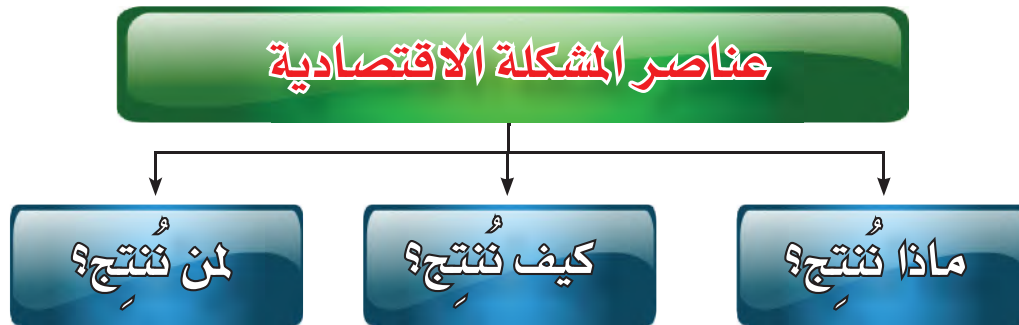 عناصر المشكلة الاقتصادية
ماذا نُنتِج؟
كيف نُنتِج؟
لمن نُنتِج؟